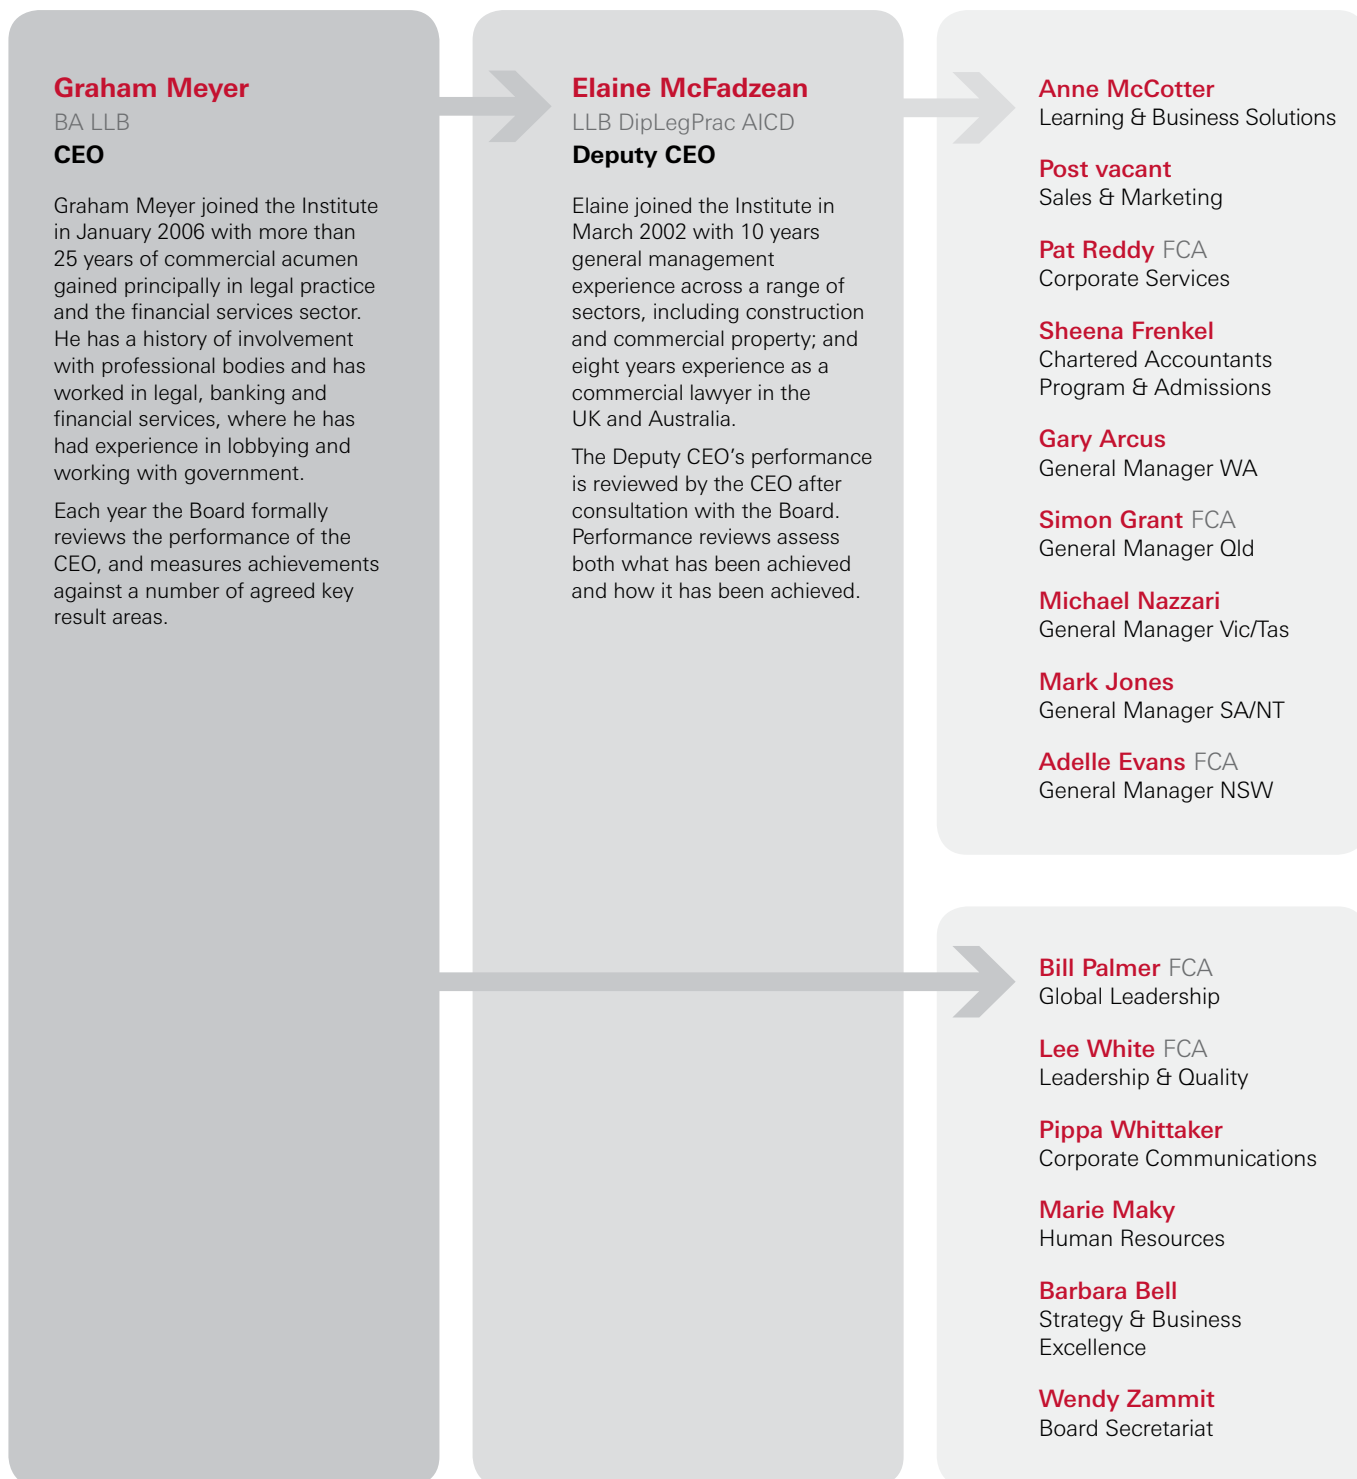 Graham Meyer
BA LLB
CEO
Graham Meyer joined the Institute
in January 2006 with more than
25 years of commercial acumen
gained principally in legal practice
and the financial services sector.
He has a history of involvement
with professional bodies and has
worked in legal, banking and
financial services, where he has
had experience in lobbying and
working with government.
Each year the Board formally
reviews the performance of the
CEO, and measures achievements
against a number of agreed key
result areas.
Elaine McFadzean
LLB DipLegPrac AICD
Deputy CEO
Elaine joined the Institute in
March 2002 with 10 years
general management
experience across a range of
sectors, including construction
and commercial property; and
eight years experience as a
commercial lawyer in the
UK and Australia.
The Deputy CEO’s performance
is reviewed by the CEO after
consultation with the Board.
Performance reviews assess
both what has been achieved
and how it has been achieved.
Anne McCotter
Learning & Business Solutions
Post vacant
Sales & Marketing
Pat Reddy FCA
Corporate Services
Sheena Frenkel
Chartered Accountants
Program & Admissions
Gary Arcus
General Manager WA
Simon Grant FCA
General Manager Qld
Michael Nazzari
General Manager Vic/Tas
Mark Jones
General Manager SA/NT
Adelle Evans FCA
General Manager NSW
Bill Palmer FCA
Global Leadership
Lee White FCA
Leadership & Quality
Pippa Whittaker
Corporate Communications
Marie Maky
Human Resources
Barbara Bell
Strategy & Business
Excellence
Wendy Zammit
Board Secretariat